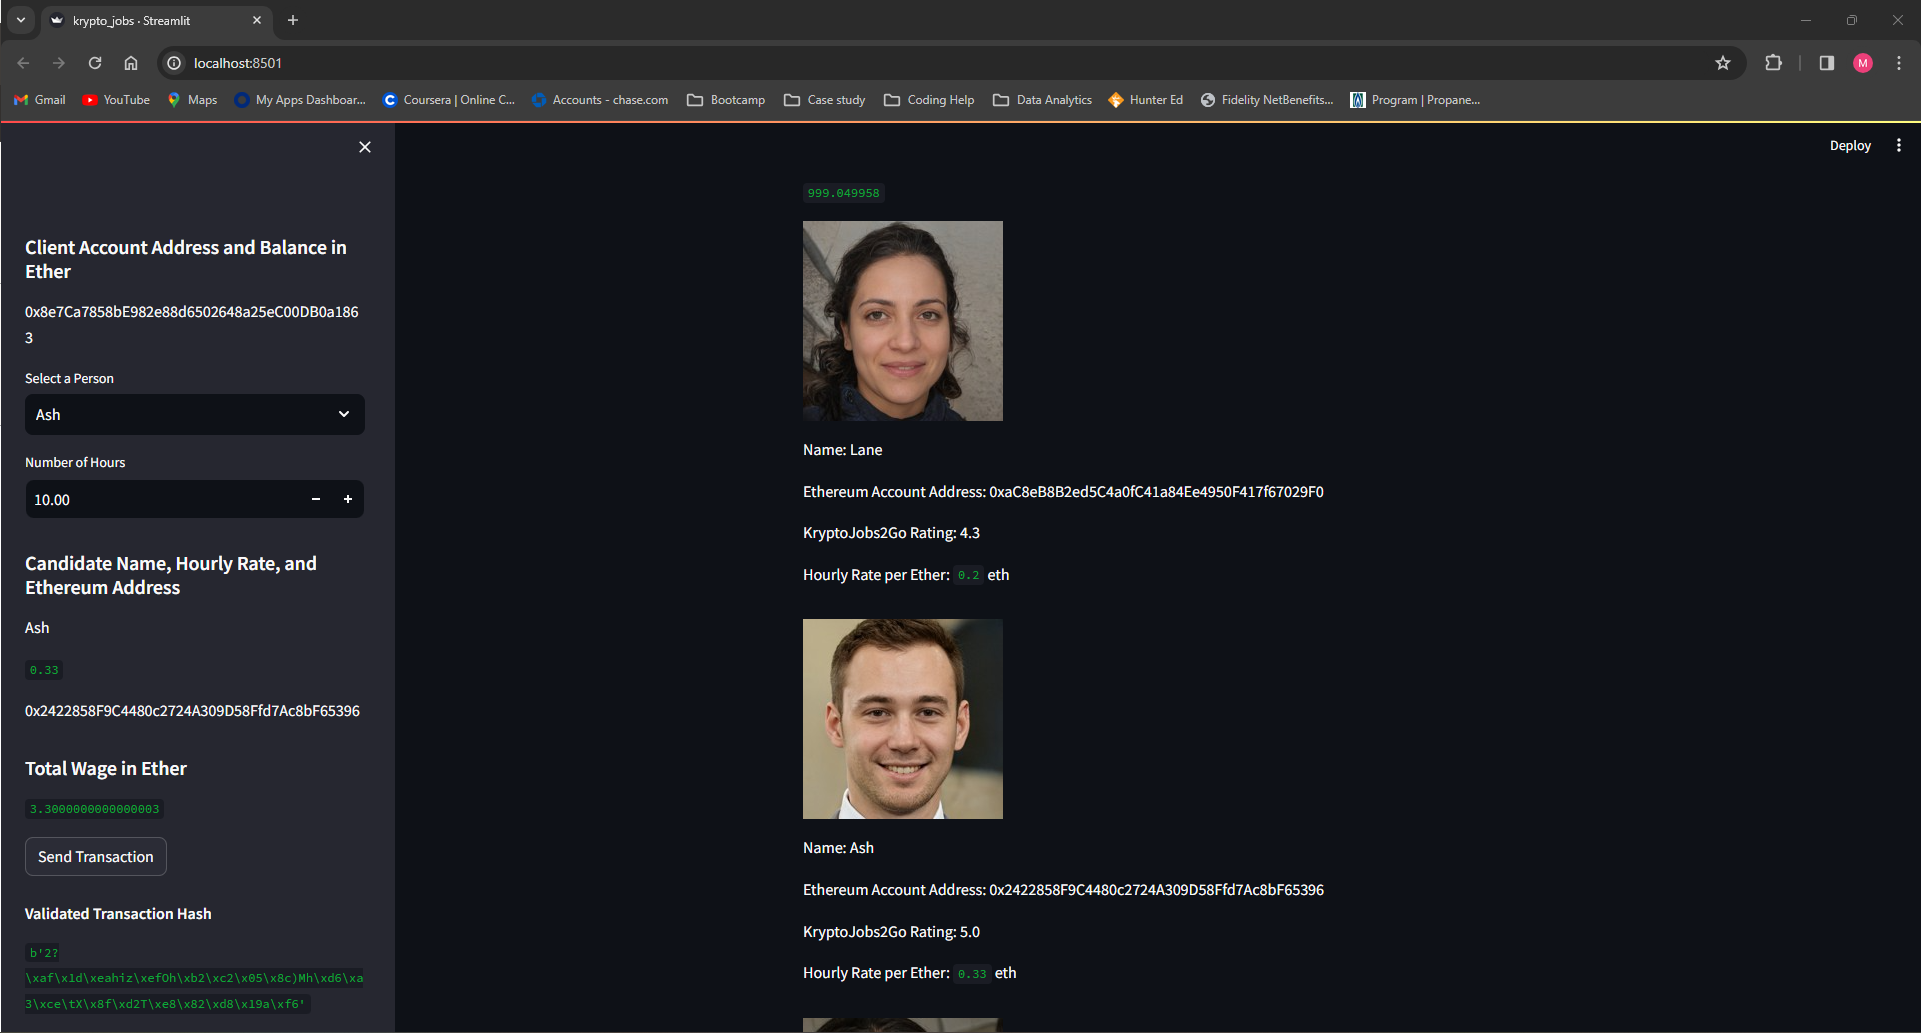 krypto_jobs · Streamlit
localhost:8501
M
Gmail
YouTube
Maps
My Apps Dashboar...
Coursera | Online C...
Accounts - chase.com
Bootcamp
Case study
Coding Help
Data Analytics
Hunter Ed
Fidelity NetBenefits...
Program | Propane...
Deploy
Client Account Address and Balance in
Ether
0x8e7Ca7858bE982e88d6502648a25eC00DB0a186
3
Select a Person
Ash
Number of Hours
10.00
Candidate Name, Hourly Rate, and
Ethereum Address
Ash
0.33
0x2422858F9C4480c2724A309D58Ffd7Ac8bF65396
Total Wage in Ether
3.3000000000000003
Send Transaction
Validated Transaction Hash
b'2?
\xaf\x1d\xeahiz\xefOh\xb2\xc2\x05\x8c)Mh\xd6\xa
3\xce\tX\x8f\xd2T\xe8\x82\xd8\x19a\xf6'
999.049958
Name: Lane
Ethereum Account Address: 0xaC8eB8B2ed5C4a0fC41a84Ee4950F417f67029F0
KryptoJobs2Go Rating: 4.3
Hourly Rate per Ether: 0.2 eth
Name: Ash
Ethereum Account Address: 0x2422858F9C4480c2724A309D58Ffd7Ac8bF65396
KryptoJobs2Go Rating: 5.0
Hourly Rate per Ether: 0.33 eth